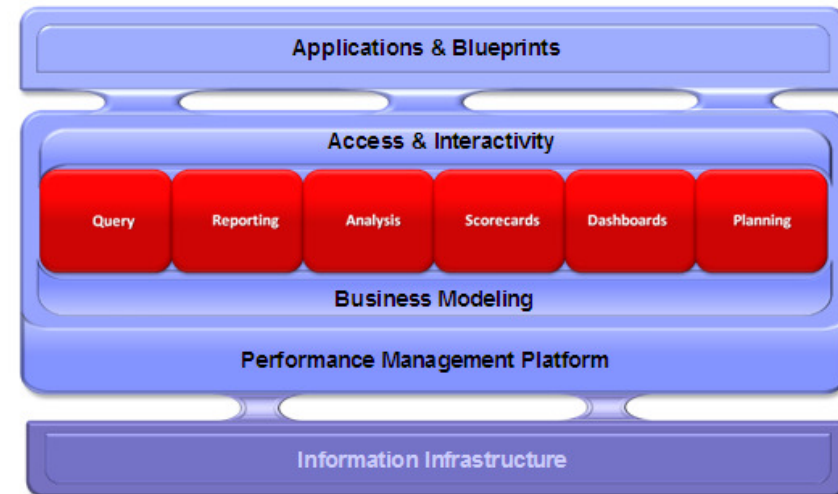 Applications & Blueprints
Access & Interactivity
Query Reporting Analysis Scorecards Dashboards Planning
Business Modeling
Performance Management Platform
Information Infrastructure